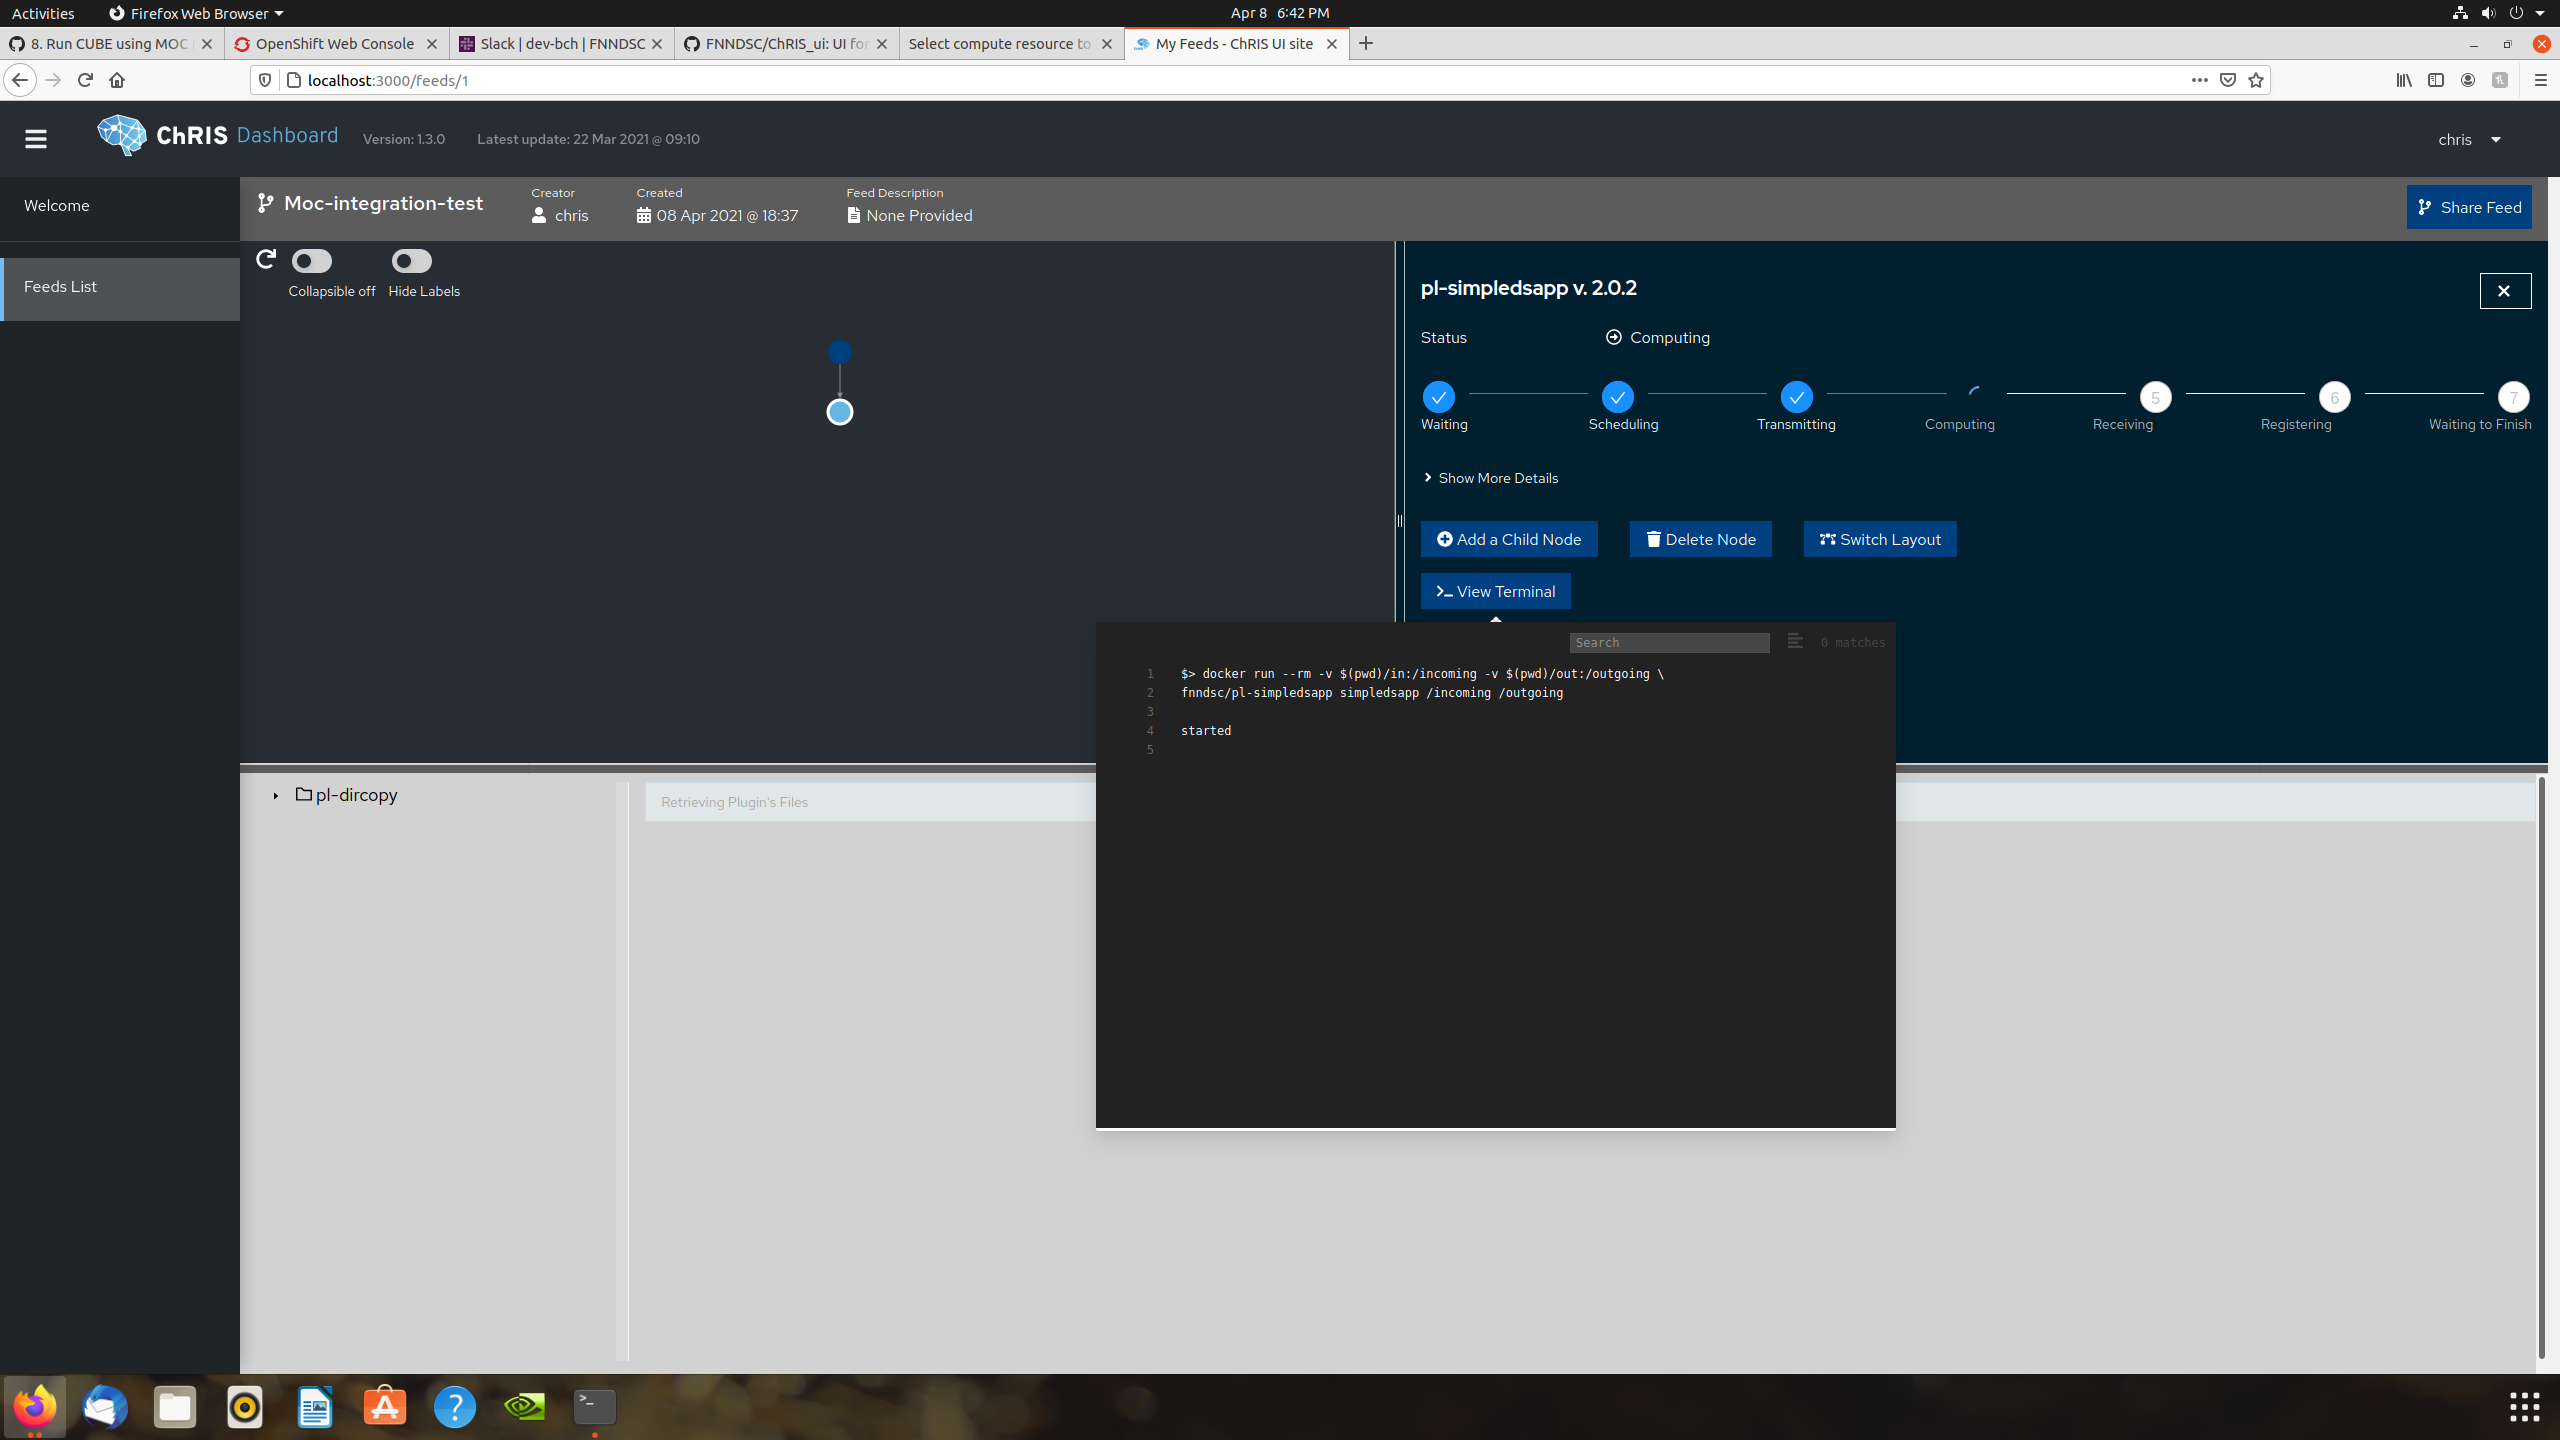 Activities
Firefox Web Browser
Apr 8 6:42 PM
8. Run CUBE using MOC
OpenShift Web Console
Slack | dev-bch | FNNDSC
FNNDSC/ChRIS_ui: UI for
Select compute resource to
My Feeds - ChRIS UI site
localhost:3000/feeds/1
ChRIS Dashboard
Version: 1.3.0
Latest update: 22 Mar 2021 @ 09:10
chris
Welcome
Feeds List
Moc-integration-test
Creator
chris
Created
08 Apr 2021 @ 18:37
Feed Description
None Provided
Share Feed
Collapsible off
Hide Labels
pl-simpledsapp v. 2.0.2
Status
Computing
5
6
7
Waiting
Scheduling
Transmitting
Computing
Receiving
Registering
Waiting to Finish
Show More Details
Add a Child Node
Delete Node
Switch Layout
View Terminal
Search
0 matches
1 $> docker run --rm -v $(pwd)/in:/incoming -v $(pwd)/out:/outgoing \
2 fnndsc/pl-simpledsapp simpledsapp /incoming /outgoing
3
4 started
5
pl-dircopy
Retrieving Plugin's Files